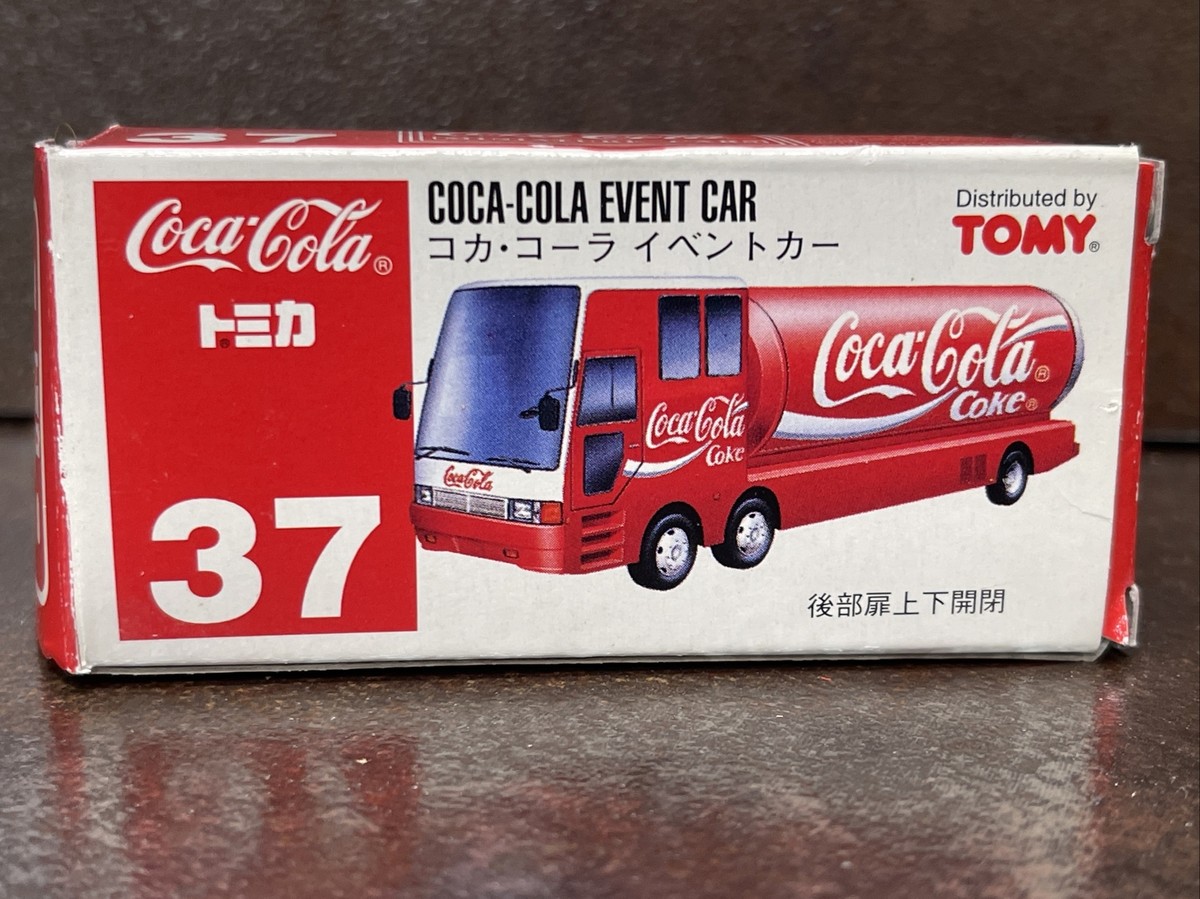 37
Coca-Cola®
トミカ®
37
COCA-COLA EVENT CAR
コカ・コーラ イベントカー
Distributed by
TOMY®
Coca-Cola®
Coke®
Coca-Cola
Coke
Coca-Cola
後部扉上下開閉